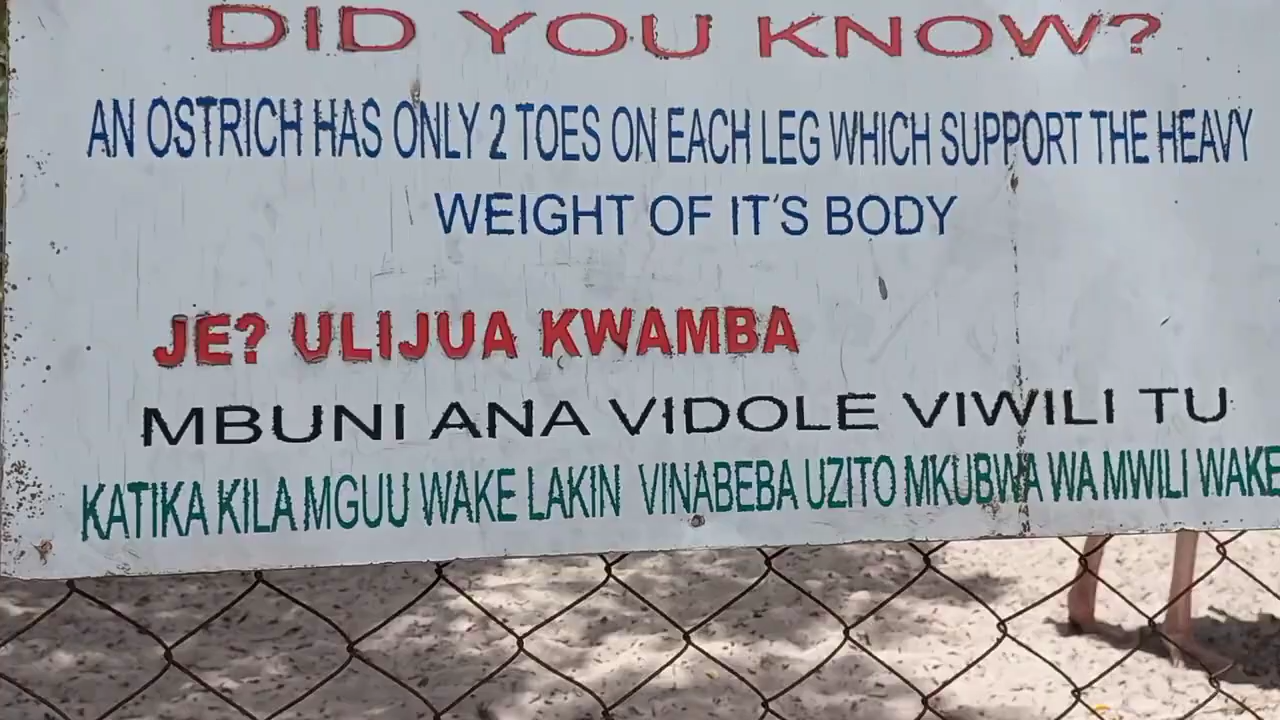 DID YOU KNOW?
AN OSTRICH HAS ONLY 2 TOES ON EACH LEG WHICH SUPPORT THE HEAVY
WEIGHT OF IT'S BODY
JE? ULIJUA KWAMBA
MBUNI ANA VIDOLE VIWILI TU
KATIKA KILA MGUU WAKE LAKIN VINABEBA UZITO MKUBWA WA MWILI WAKE